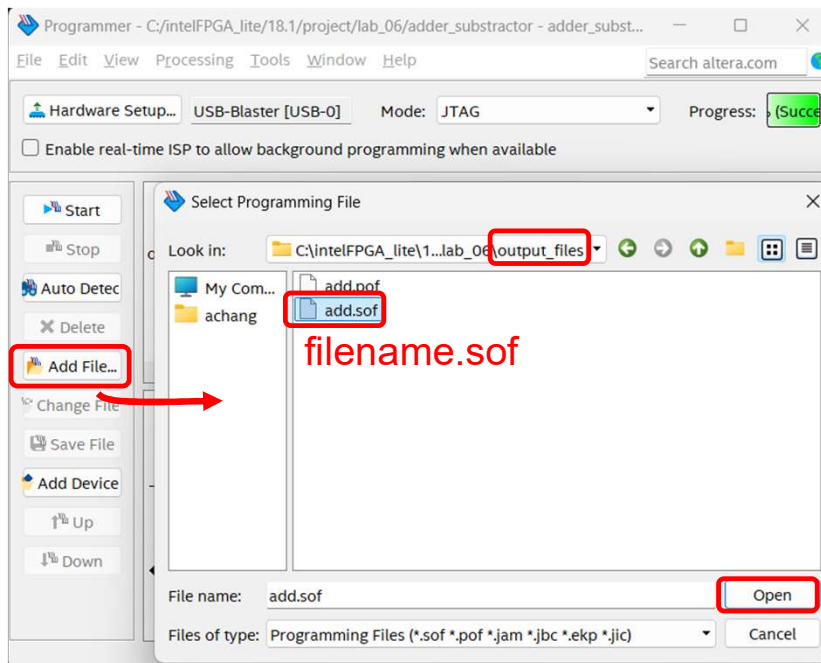 Programmer - C:/intelFPGA_lite/18.1/project/lab_06/adder_substractor - adder_subst...
File Edit View Processing Tools Window Help
Search altera.com
Hardware Setup... USB-Blaster [USB-0] Mode: JTAG Progress: (Succe
Enable real-time ISP to allow background programming when available
Start
Stop
Auto Detec
Delete
Add File...
Change File
Save File
Add Device
Up
Down
Select Programming File
Look in: C:\intelFPGA_lite\1...lab_06\output_files
My Com...
achang
add.pof
add.sof
filename.sof
File name: add.sof Open
Files of type: Programming Files (*.sof *.pof *.jam *.jbc *.ekp *.jic) Cancel